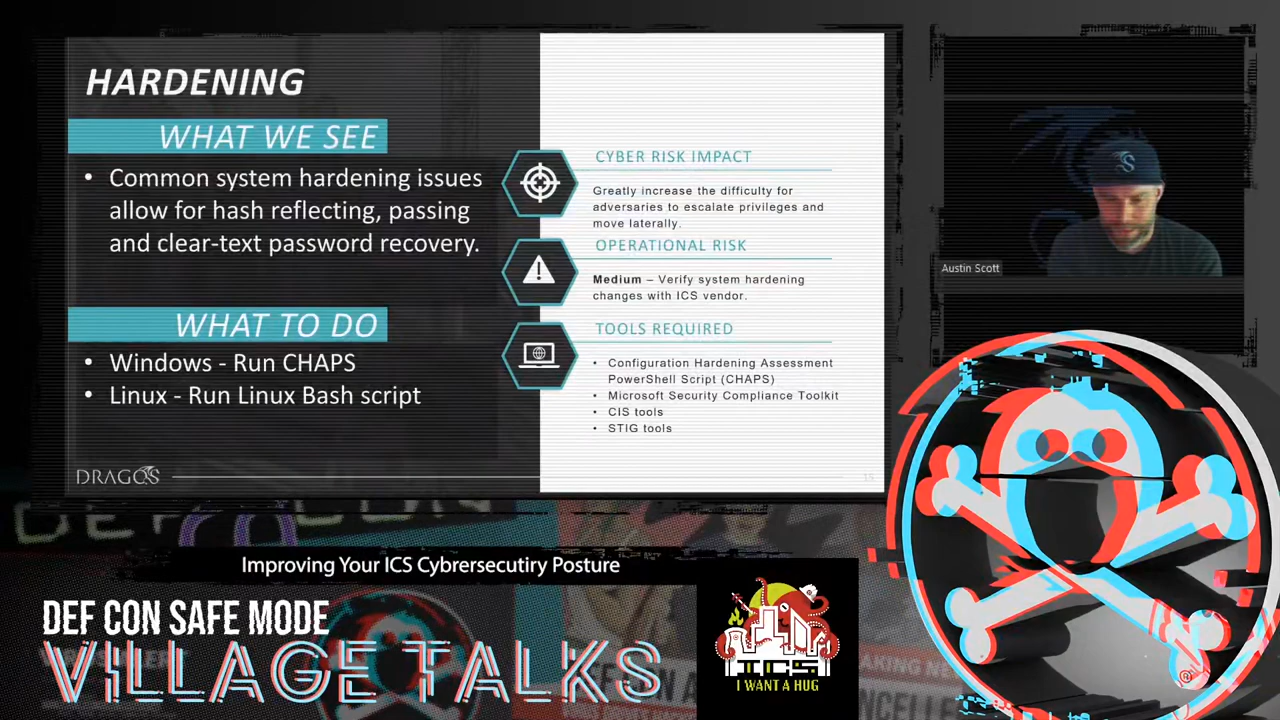 HARDENING
WHAT WE SEE
• Common system hardening issues
allow for hash reflecting, passing
and clear-text password recovery.
WHAT TO DO
• Windows - Run CHAPS
• Linux - Run Linux Bash script
DRAGOS
CYBER RISK IMPACT
Greatly increase the difficulty for
adversaries to escalate privileges and
move laterally.
OPERATIONAL RISK
Medium – Verify system hardening
changes with ICS vendor.
TOOLS REQUIRED
• Configuration Hardening Assessment
PowerShell Script (CHAPS)
• Microsoft Security Compliance Toolkit
• CIS tools
• STIG tools
15
Austin Scott
Improving Your ICS Cybrersecutiry Posture
DEF CON SAFE MODE
VILLAGE TALKS
ICS
I WANT A HUG
®